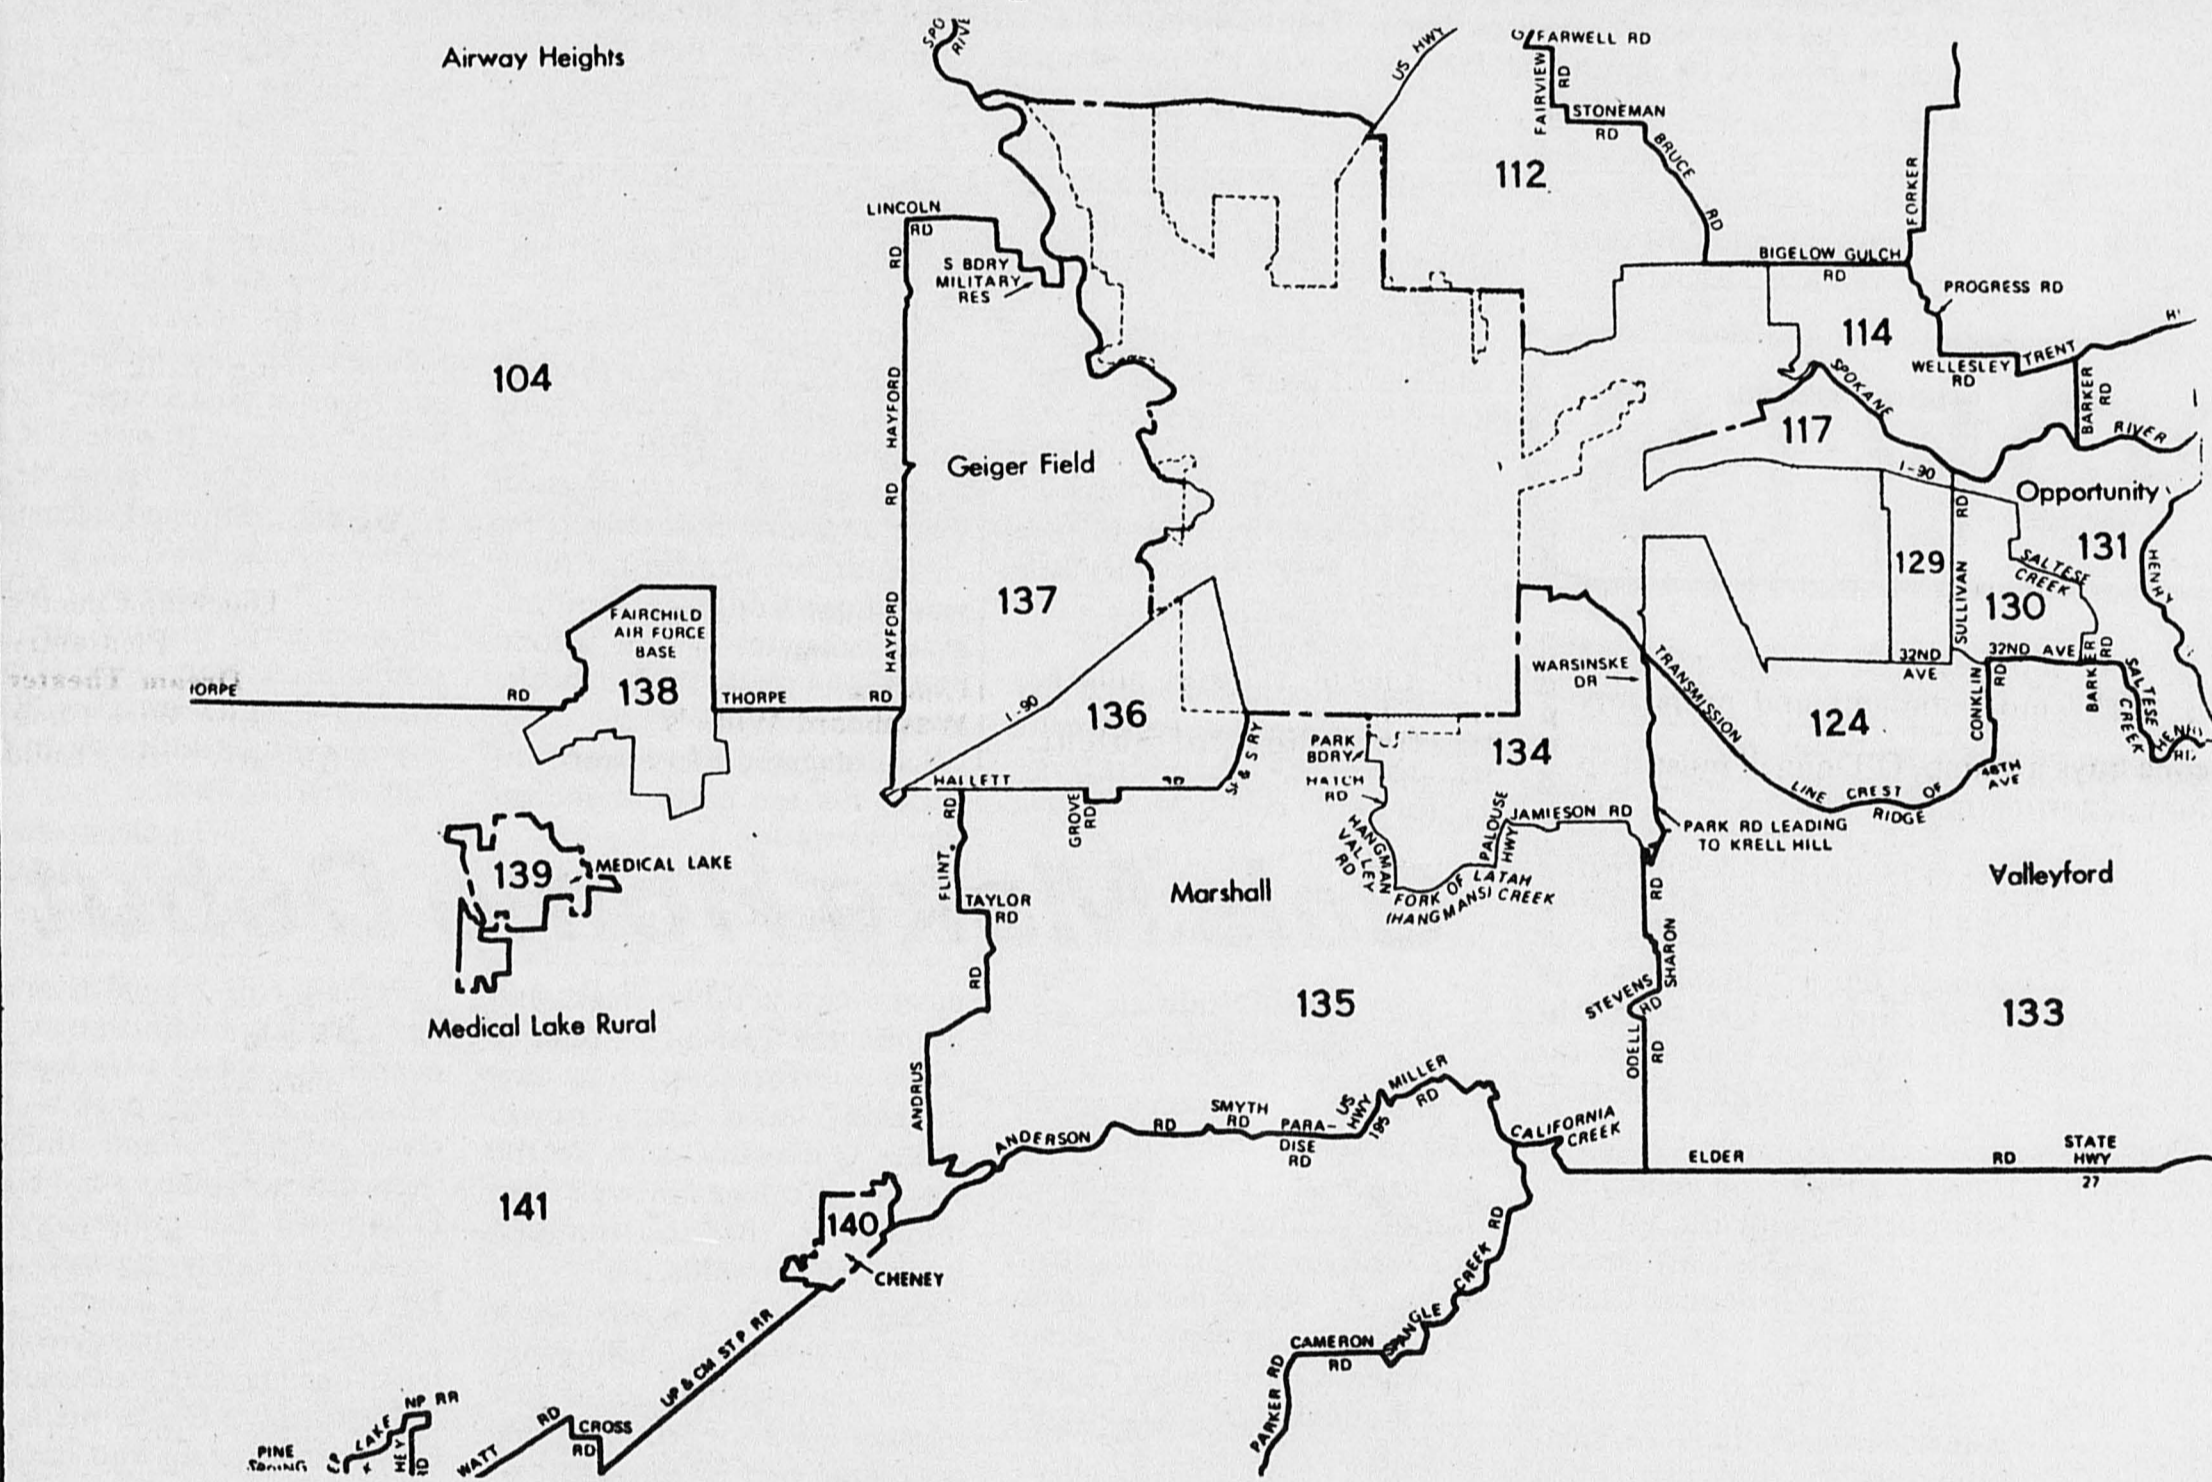 Airway Heights
SPO
RIVE
US HWY
FARWELL RD
FAIRVIEW
RD
STONEMAN
RD
BRUCE
RD
112
FORKER
LINCOLN
RD
RD
S BDRY
MILITARY
RES
BIGELOW GULCH
RD
PROGRESS RD
114
WELLESLEY
RD
TRENT
BARKER
RD
SPOKANE
RIVER
104
HAYFORD
RD
117
I-90
Geiger Field
Opportunity
RD
129
131
SALTESE
CREEK
HENRY
130
SULLIVAN
137
HAYFORD
FAIRCHILD
AIR FORCE
BASE
138
RD
THORPE
RD
I-90
136
WARSINSKE
DR
TRANSMISSION
LINE
CREST
OF
RIDGE
32ND
AVE
32ND AVE
BARKER
RD
CONKLIN
RD
124
48TH
AVE
SALTESE
CREEK
PARK
BDRY
HATCH
RD
134
HALLETT
RD
GROVE
RD
FLINT
HANGMAN
VALLEY
RD
PALOUSE
HWY
JAMIESON RD
PARK RD LEADING
TO KRELL HILL
139
MEDICAL LAKE
TAYLOR
RD
Marshall
FORK OF LATAH
(HANGMANS) CREEK
RD
Valleyford
SHARON
RD
STEVENS
RD
Medical Lake Rural
135
133
ODELL
RD
ANDRUS
ANDERSON
RD
SMYTH
RD
PARA-
DISE
RD
US
HWY
195
MILLER
RD
CALIFORNIA
CREEK
ELDER
RD
STATE
HWY
27
141
140
CHENEY
SPANGLE CREEK RD
UP & CM ST P RR
CAMERON
RD
PARKER RD
NP RR
LAKE
PINE
WATT
RD
CROSS
RD